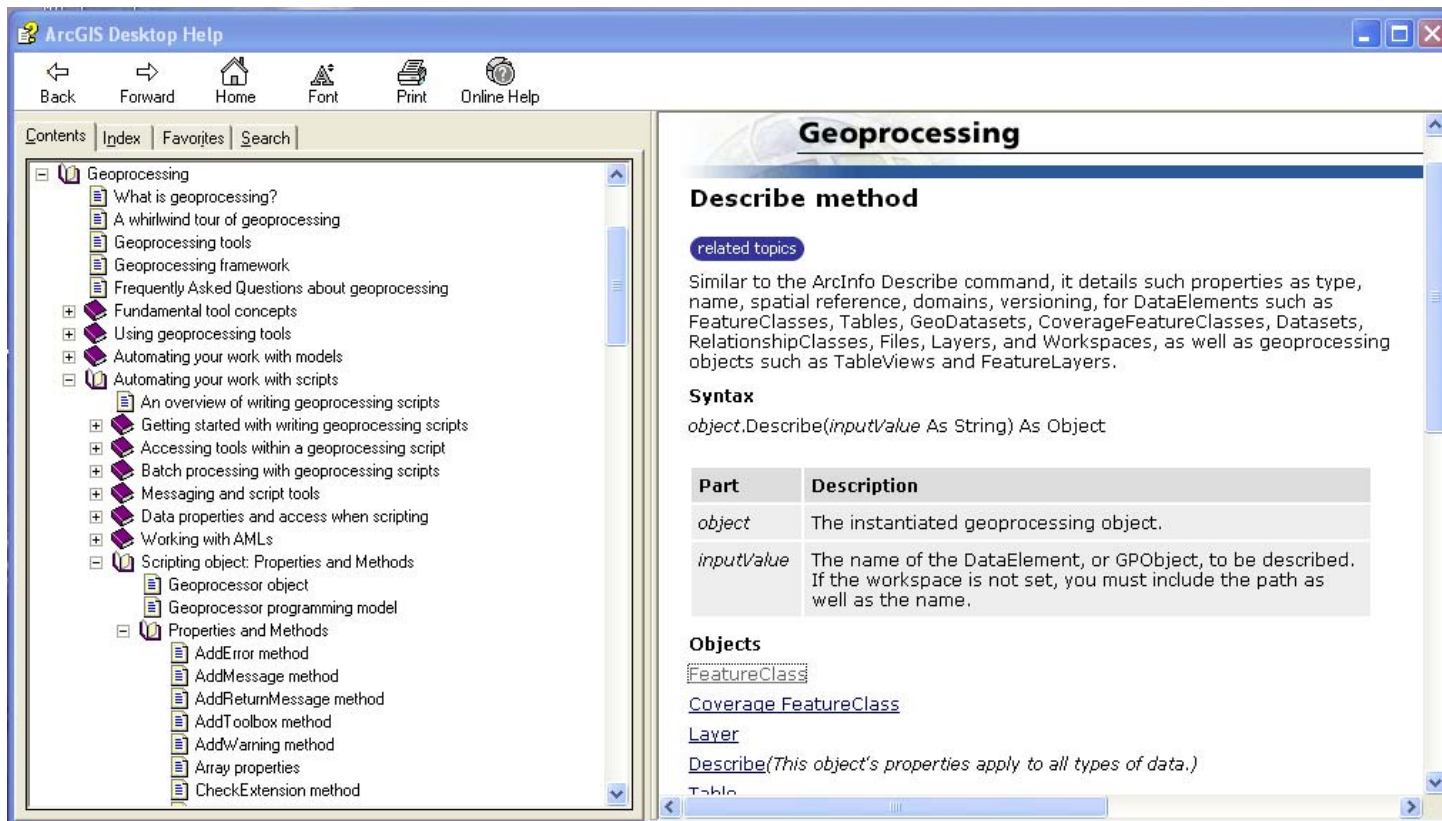 ArcGIS Desktop Help
Back Forward Home Font Print Online Help
Contents Index Favorites Search
Geoprocessing
What is geoprocessing?
A whirlwind tour of geoprocessing
Geoprocessing tools
Geoprocessing framework
Frequently Asked Questions about geoprocessing
Fundamental tool concepts
Using geoprocessing tools
Automating your work with models
Automating your work with scripts
An overview of writing geoprocessing scripts
Getting started with writing geoprocessing scripts
Accessing tools within a geoprocessing script
Batch processing with geoprocessing scripts
Messaging and script tools
Data properties and access when scripting
Working with AMLs
Scripting object: Properties and Methods
Geoprocessor object
Geoprocessor programming model
Properties and Methods
AddError method
AddMessage method
AddReturnMessage method
AddToolbox method
AddWarning method
Array properties
CheckExtension method
Geoprocessing
Describe method
related topics
Similar to the ArcInfo Describe command, it details such properties as type,
name, spatial reference, domains, versioning, for DataElements such as
FeatureClasses, Tables, GeoDatasets, CoverageFeatureClasses, Datasets,
RelationshipClasses, Files, Layers, and Workspaces, as well as geoprocessing
objects such as TableViews and FeatureLayers.
Syntax
object.Describe(inputValue As String) As Object
Part Description
object The instantiated geoprocessing object.
inputValue The name of the DataElement, or GPObject, to be described.
If the workspace is not set, you must include the path as
well as the name.
Objects
FeatureClass
Coverage FeatureClass
Layer
Describe(This object's properties apply to all types of data.)
Table